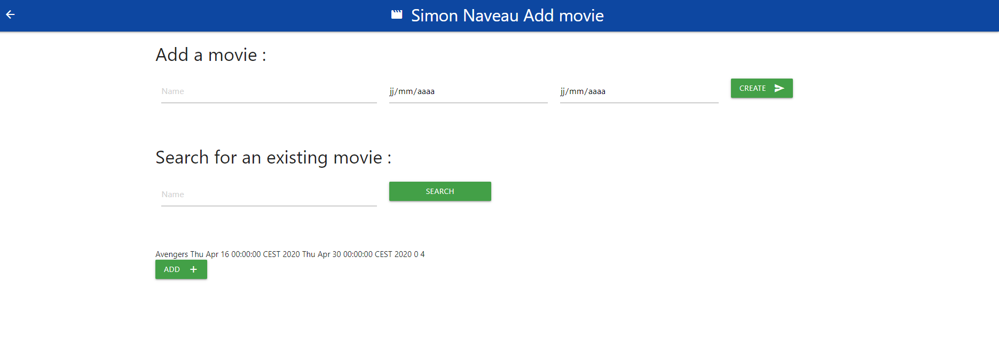 Simon Naveau Add movie
Add a movie :
Name
jj/mm/aaaa
jj/mm/aaaa
CREATE
Search for an existing movie :
Name
SEARCH
Avengers Thu Apr 16 00:00:00 CEST 2020 Thu Apr 30 00:00:00 CEST 2020 0 4
ADD